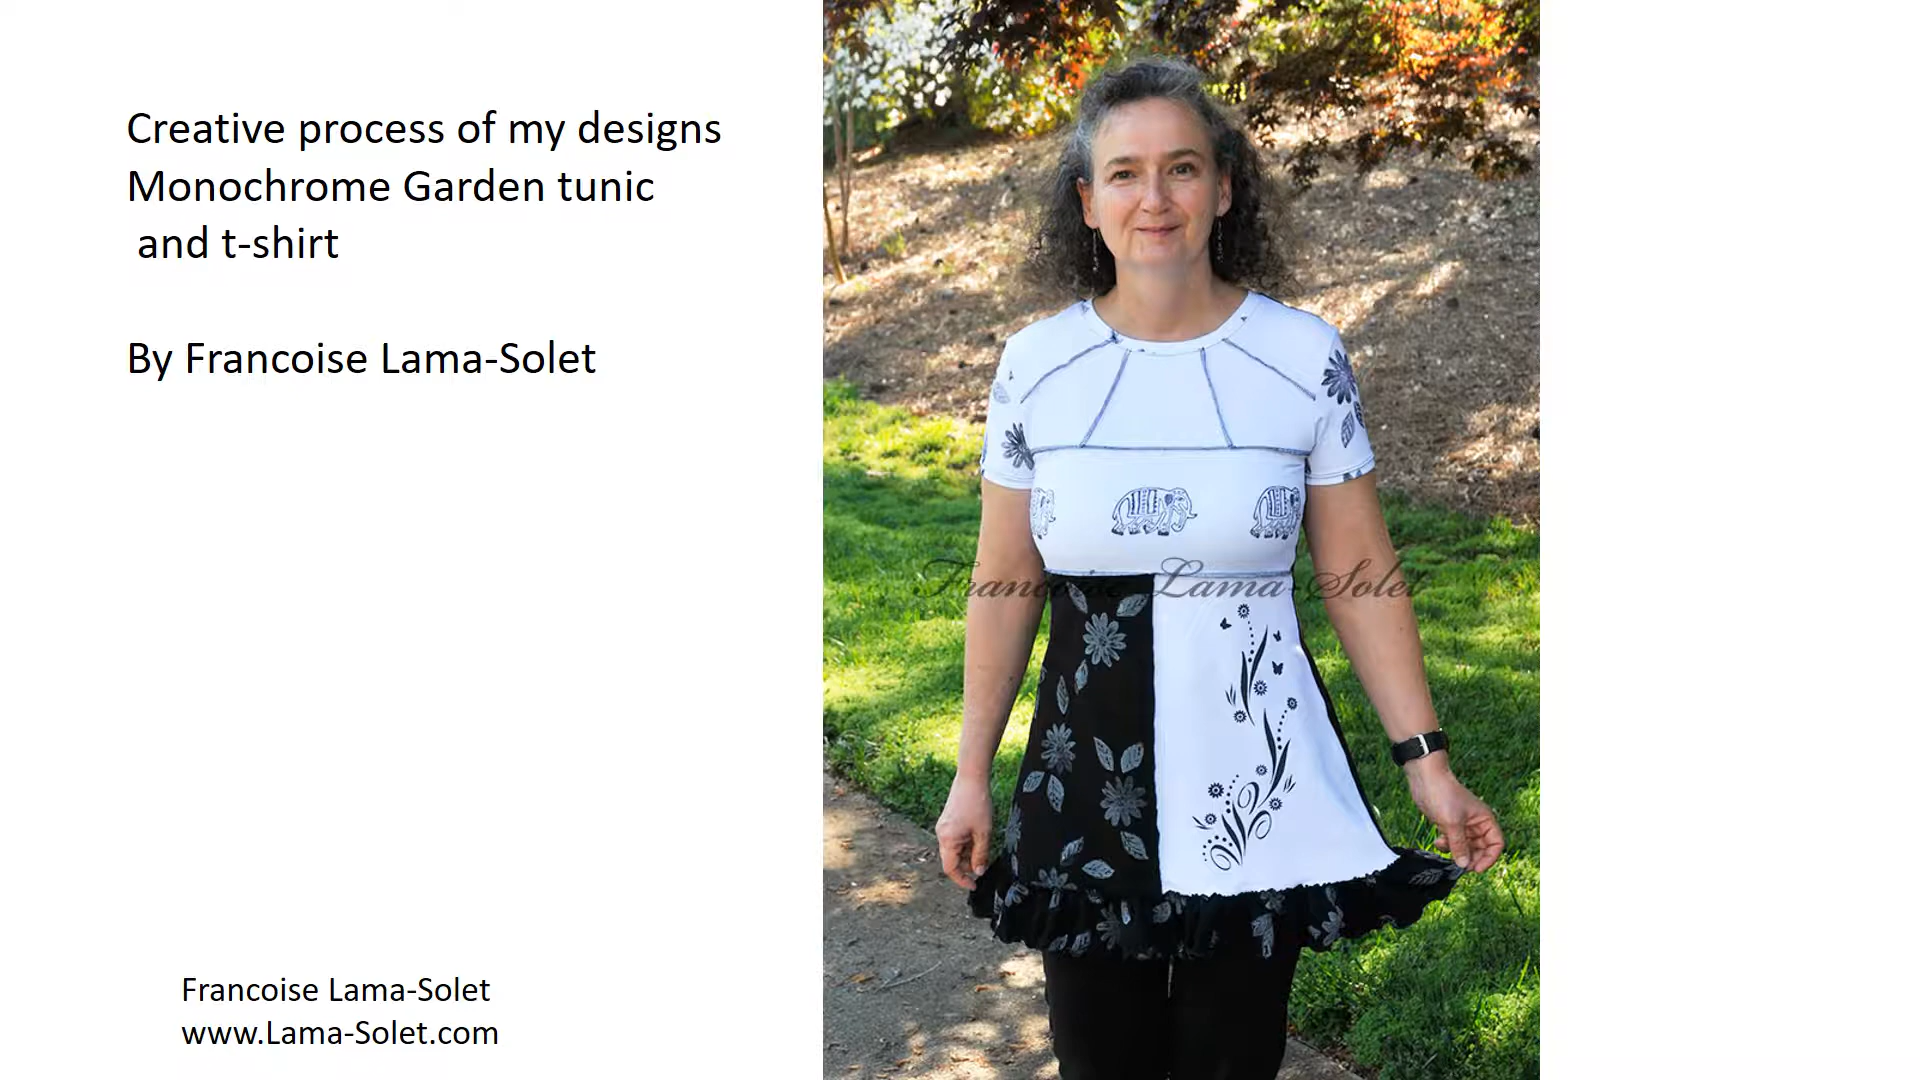 Creative process of my designs
Monochrome Garden tunic
and t-shirt
By Francoise Lama-Solet
Francoise Lama-Solet
Francoise Lama-Solet
www.Lama-Solet.com